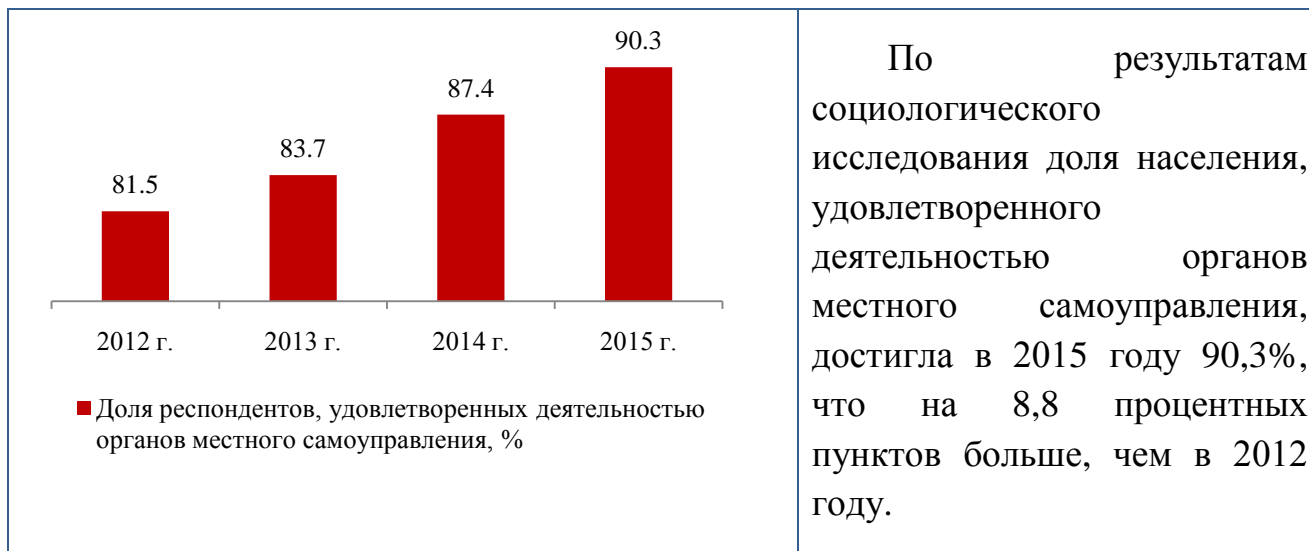 90.3
87.4
83.7
81.5
2012 г. 2013 г. 2014 г. 2015 г.
Доля респондентов, удовлетворенных деятельностью
органов местного самоуправления, %
По результатам
социологического
исследования доля населения,
удовлетворенного
деятельностью органов
местного самоуправления,
достигла в 2015 году 90,3%,
что на 8,8 процентных
пунктов больше, чем в 2012
году.